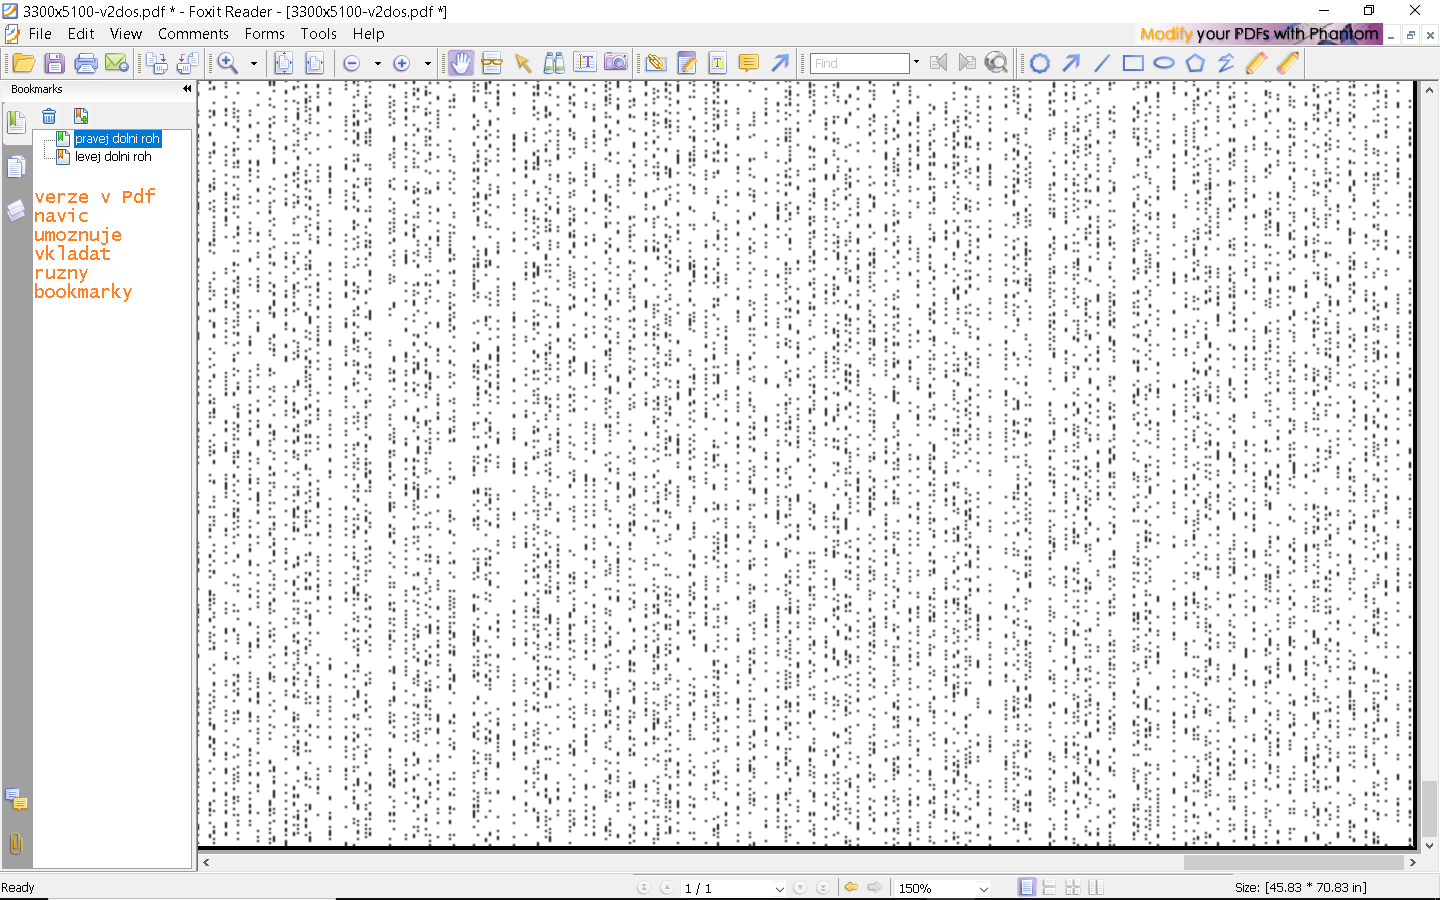 3300x5100-v2dos.pdf * - Foxit Reader - [3300x5100-v2dos.pdf *]
File Edit View Comments Forms Tools Help
Modify your PDFs with Phantom
Find
Bookmarks
pravej dolni roh
levej dolni roh
verze v Pdf
navic
umoznuje
vkladat
ruzny
bookmarky
Ready
1 / 1
150%
Size: [45.83 * 70.83 in]